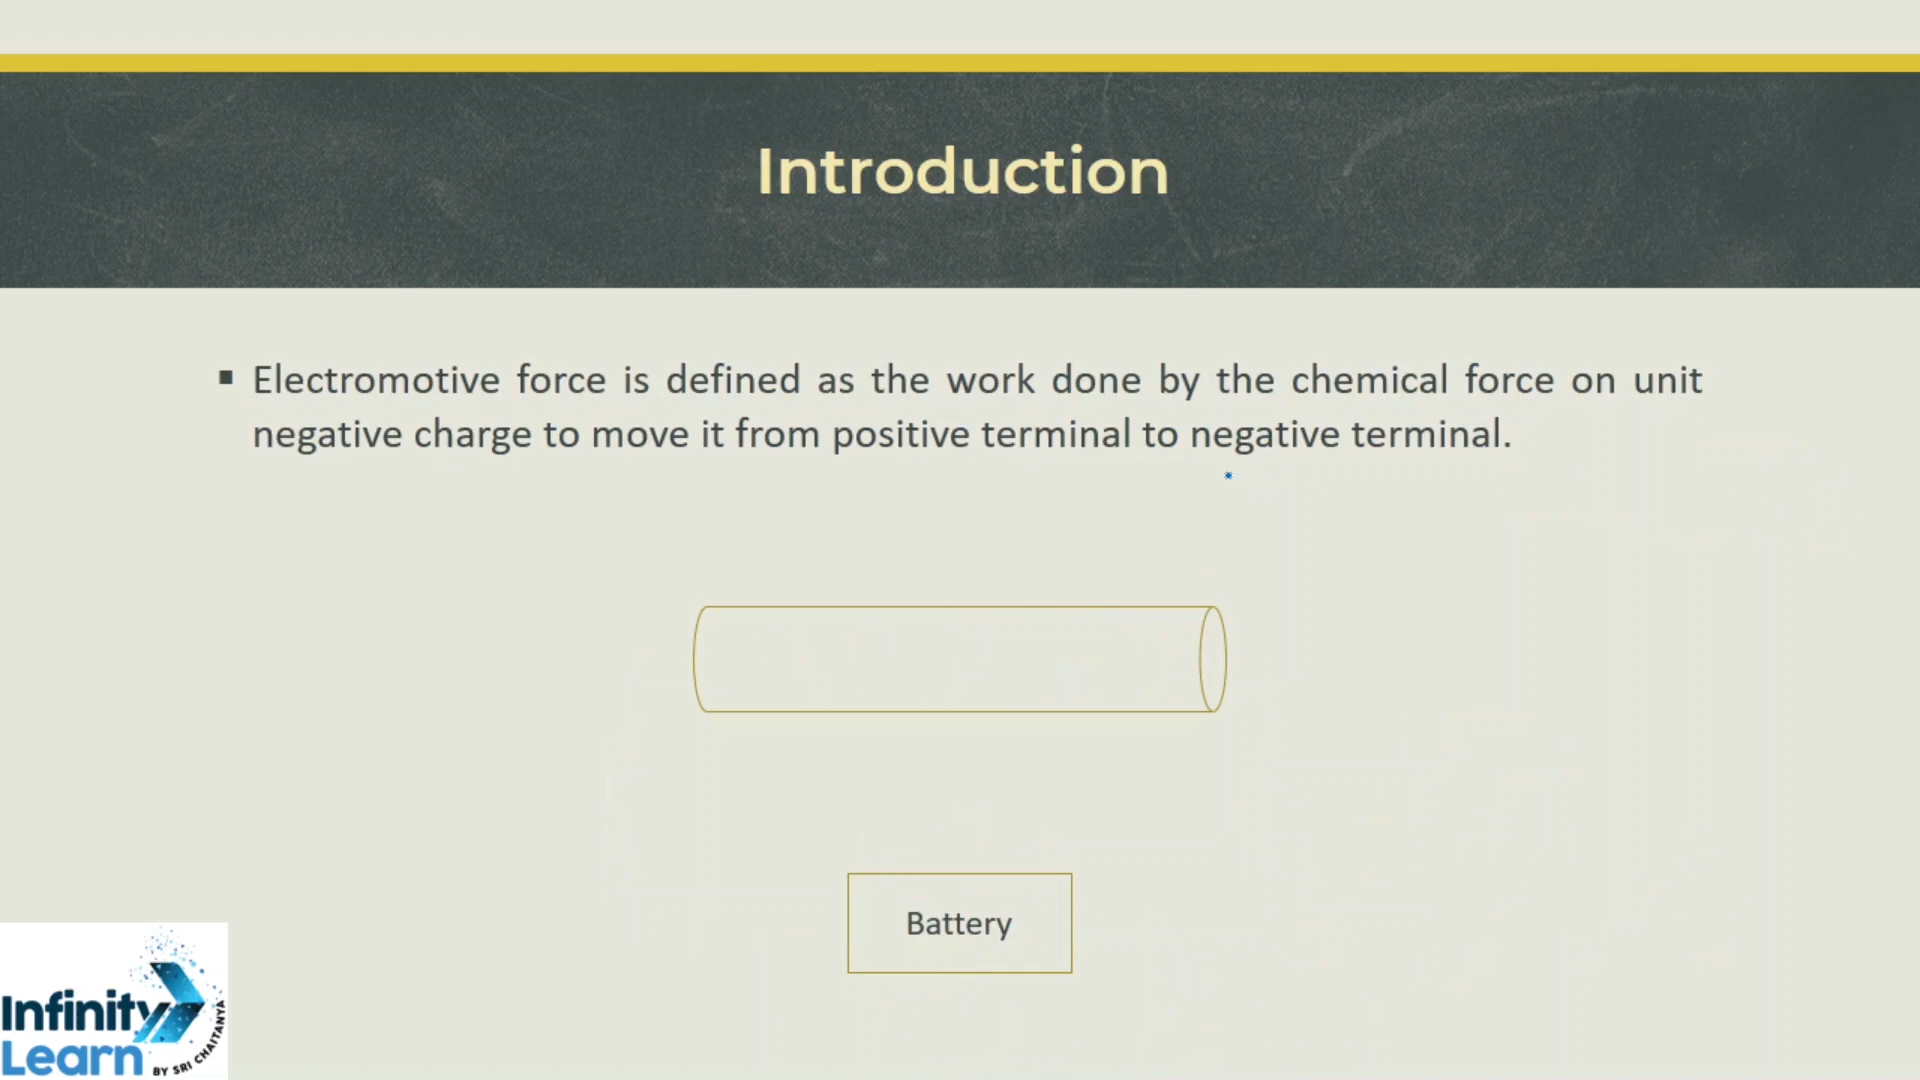 Introduction
▪ Electromotive force is defined as the work done by the chemical force on unit
negative charge to move it from positive terminal to negative terminal.
Battery
Infinity
Learn
BY SRI CHAITANYA